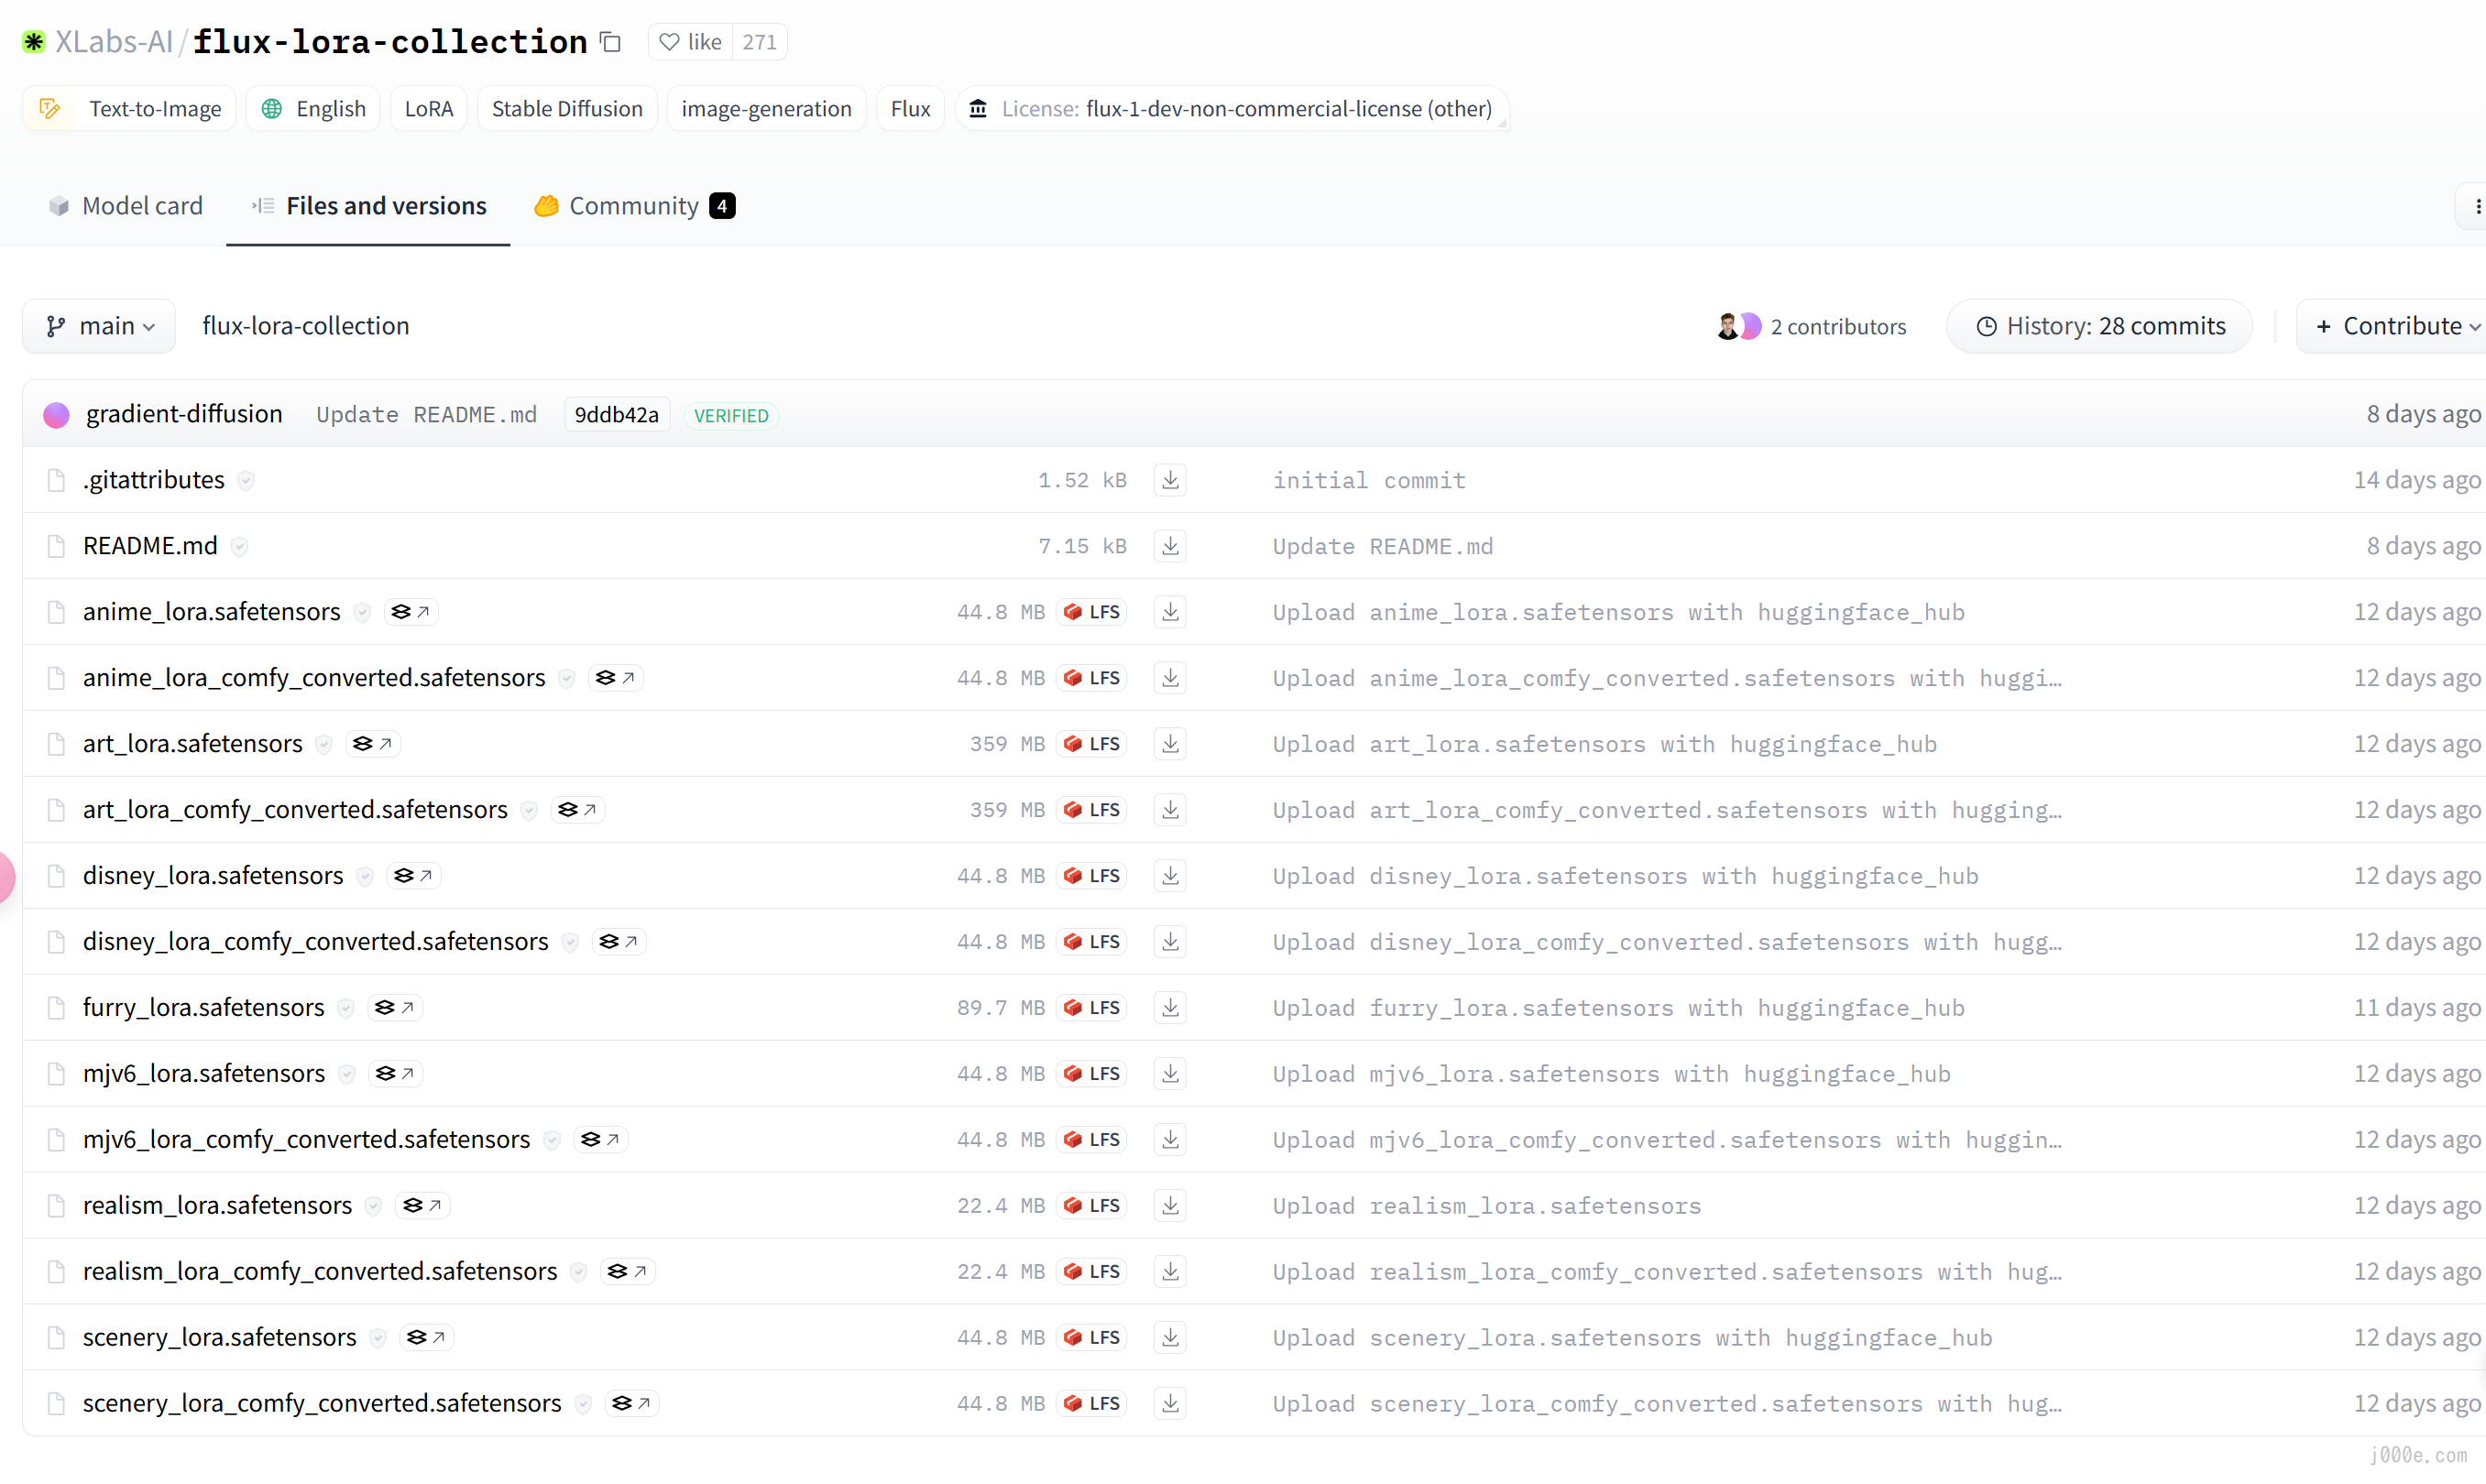 XLabs-AI/flux-lora-collection like 271
Text-to-Image English LoRA Stable Diffusion image-generation Flux License: flux-1-dev-non-commercial-license (other)
Model card Files and versions Community 4
main flux-lora-collection 2 contributors History: 28 commits + Contribute
gradient-diffusion Update README.md 9ddb42a VERIFIED 8 days ago
.gitattributes 1.52 kB initial commit 14 days ago
README.md 7.15 kB Update README.md 8 days ago
anime_lora.safetensors 44.8 MB LFS Upload anime_lora.safetensors with huggingface_hub 12 days ago
anime_lora_comfy_converted.safetensors 44.8 MB LFS Upload anime_lora_comfy_converted.safetensors with huggi… 12 days ago
art_lora.safetensors 359 MB LFS Upload art_lora.safetensors with huggingface_hub 12 days ago
art_lora_comfy_converted.safetensors 359 MB LFS Upload art_lora_comfy_converted.safetensors with hugging… 12 days ago
disney_lora.safetensors 44.8 MB LFS Upload disney_lora.safetensors with huggingface_hub 12 days ago
disney_lora_comfy_converted.safetensors 44.8 MB LFS Upload disney_lora_comfy_converted.safetensors with hugg… 12 days ago
furry_lora.safetensors 89.7 MB LFS Upload furry_lora.safetensors with huggingface_hub 11 days ago
mjv6_lora.safetensors 44.8 MB LFS Upload mjv6_lora.safetensors with huggingface_hub 12 days ago
mjv6_lora_comfy_converted.safetensors 44.8 MB LFS Upload mjv6_lora_comfy_converted.safetensors with huggin… 12 days ago
realism_lora.safetensors 22.4 MB LFS Upload realism_lora.safetensors 12 days ago
realism_lora_comfy_converted.safetensors 22.4 MB LFS Upload realism_lora_comfy_converted.safetensors with hug… 12 days ago
scenery_lora.safetensors 44.8 MB LFS Upload scenery_lora.safetensors with huggingface_hub 12 days ago
scenery_lora_comfy_converted.safetensors 44.8 MB LFS Upload scenery_lora_comfy_converted.safetensors with hug… 12 days ago
j000e.com